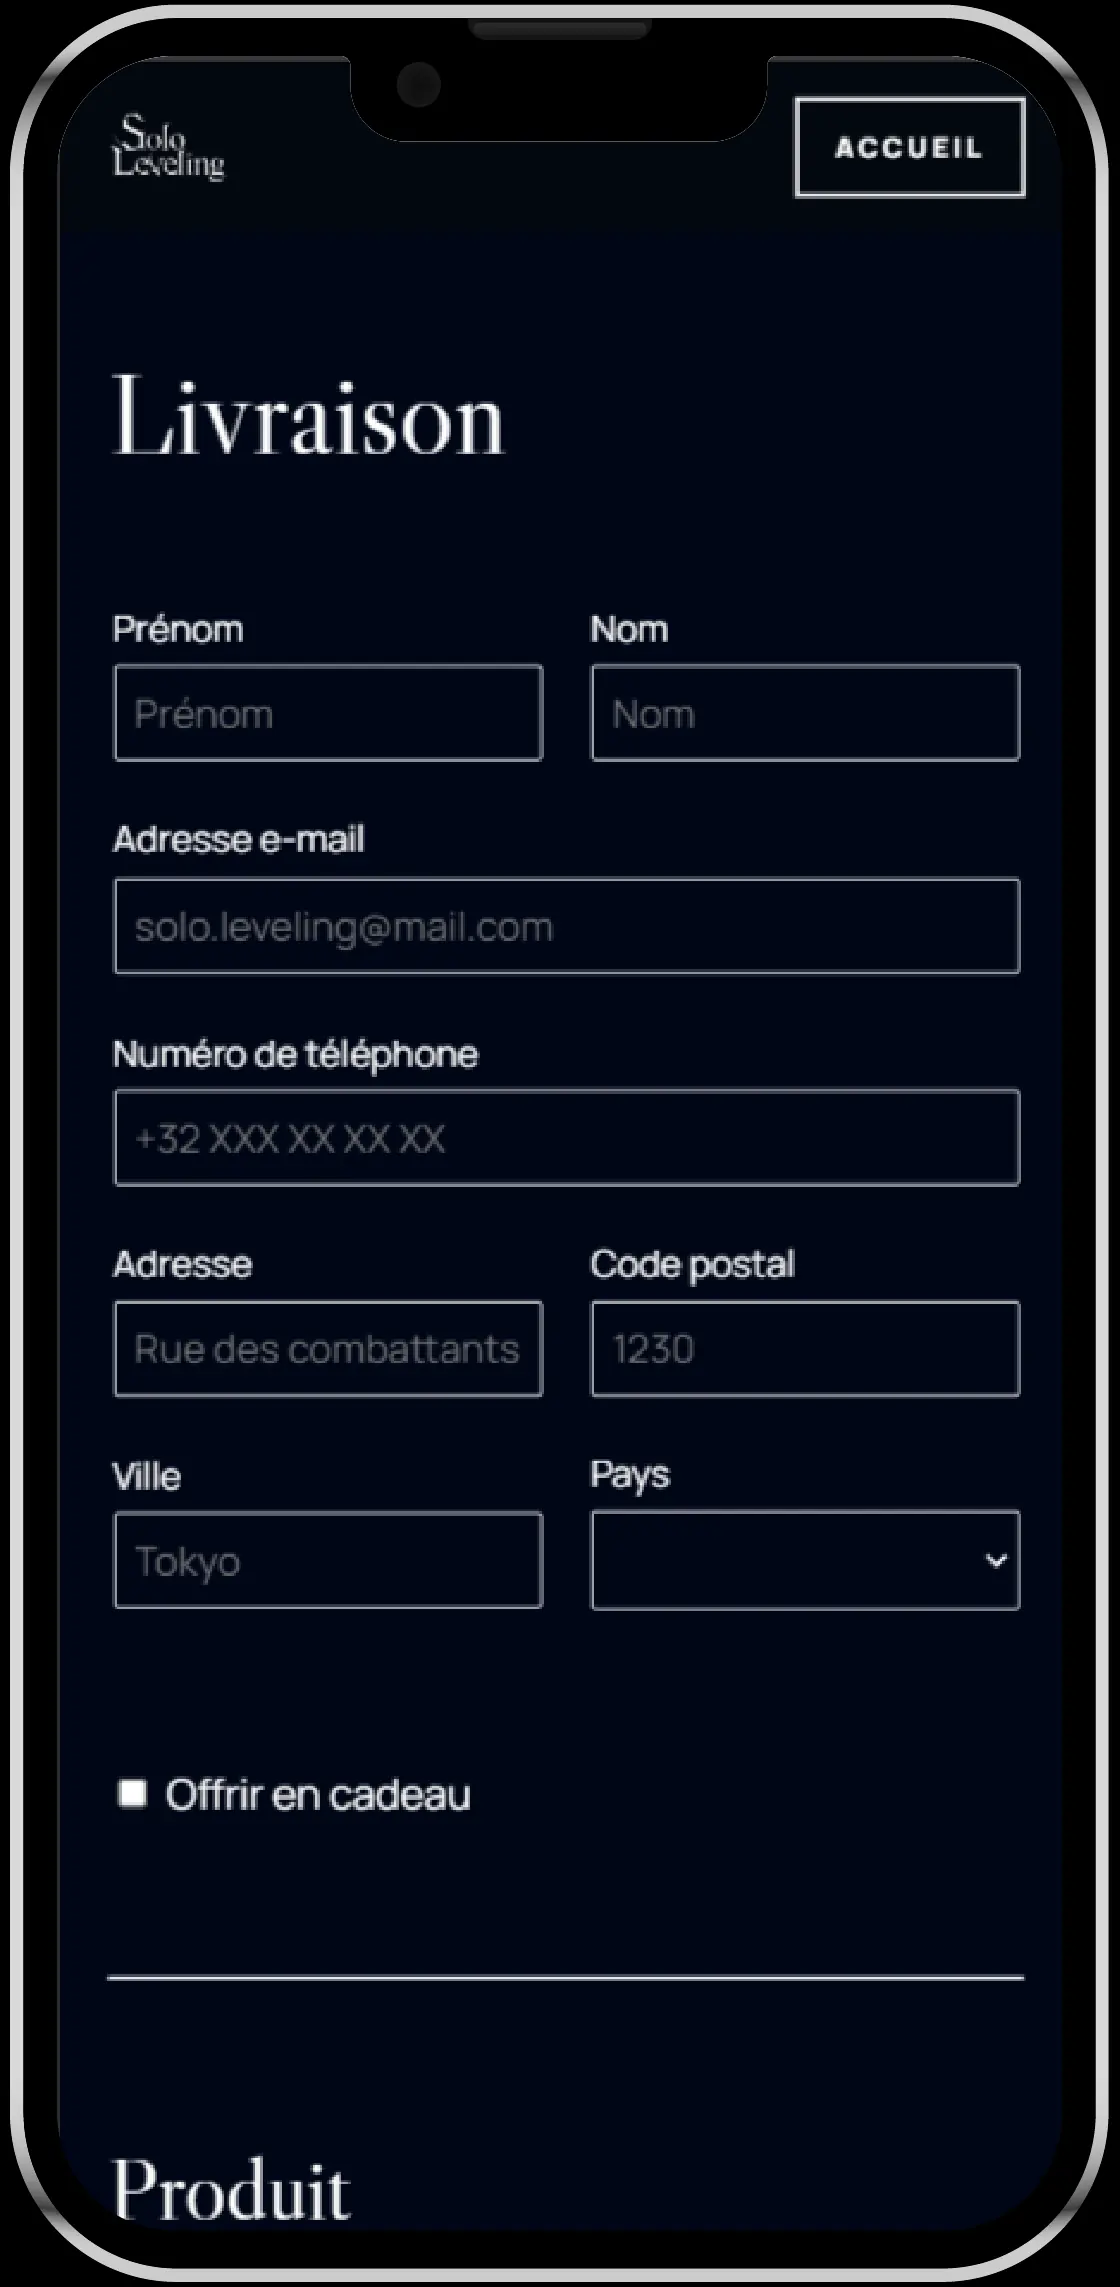 Solo
Leveling
ACCUEIL
Livraison
Prénom
Nom
Prénom
Nom
Adresse e-mail
solo.leveling@mail.com
Numéro de téléphone
+32 XXX XX XX XX
Adresse
Code postal
Rue des combattants
1230
Ville
Pays
Tokyo
Offrir en cadeau
Produit